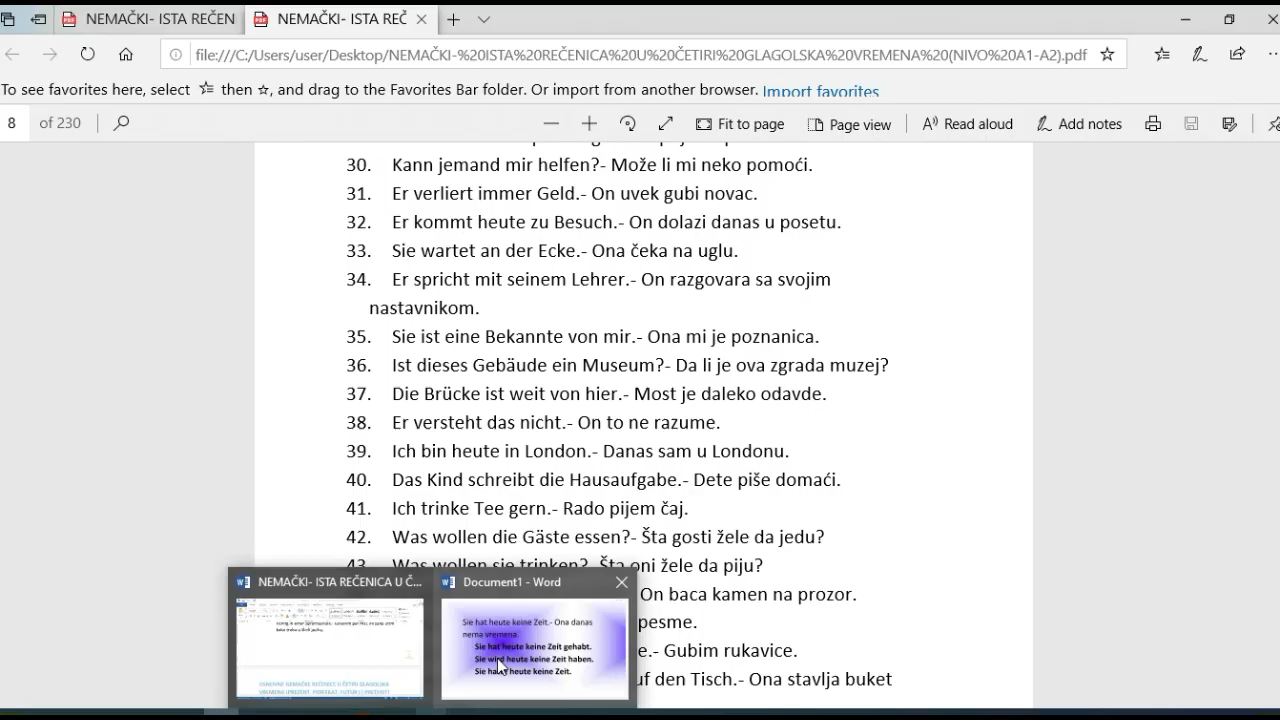 NEMAČKI- ISTA REČEN
NEMAČKI- ISTA REČ
file:///C:/Users/user/Desktop/NEMAČKI-%20ISTA%20REČENICA%20U%20ČETIRI%20GLAGOLSKA%20VREMENA%20(NIVO%20A1-A2).pdf
To see favorites here, select then ☆, and drag to the Favorites Bar folder. Or import from another browser. Import favorites
8 of 230 Fit to page Page view Read aloud Add notes
30. Kann jemand mir helfen?- Može li mi neko pomoći.
31. Er verliert immer Geld.- On uvek gubi novac.
32. Er kommt heute zu Besuch.- On dolazi danas u posetu.
33. Sie wartet an der Ecke.- Ona čeka na uglu.
34. Er spricht mit seinem Lehrer.- On razgovara sa svojim
nastavnikom.
35. Sie ist eine Bekannte von mir.- Ona mi je poznanica.
36. Ist dieses Gebäude ein Museum?- Da li je ova zgrada muzej?
37. Die Brücke ist weit von hier.- Most je daleko odavde.
38. Er versteht das nicht.- On to ne razume.
39. Ich bin heute in London.- Danas sam u Londonu.
40. Das Kind schreibt die Hausaufgabe.- Dete piše domaći.
41. Ich trinke Tee gern.- Rado pijem čaj.
42. Was wollen die Gäste essen?- Šta gosti žele da jedu?
43. Was wollen sie trinken?- Šta oni žele da piju?
On baca kamen na prozor.
pesme.
e.- Gubim rukavice.
uf den Tisch.- Ona stavlja buket
NEMAČKI- ISTA REČENICA U Č...
Document1 - Word
Sie hat heute keine Zeit.- Ona danas
nema vremena.
Sie hat heute keine Zeit gehabt.
Sie wird heute keine Zeit haben.
heute keine Zeit.
OSNOVNE NEMAČKE REČENICE U ČETIRI GLAGOLSKA